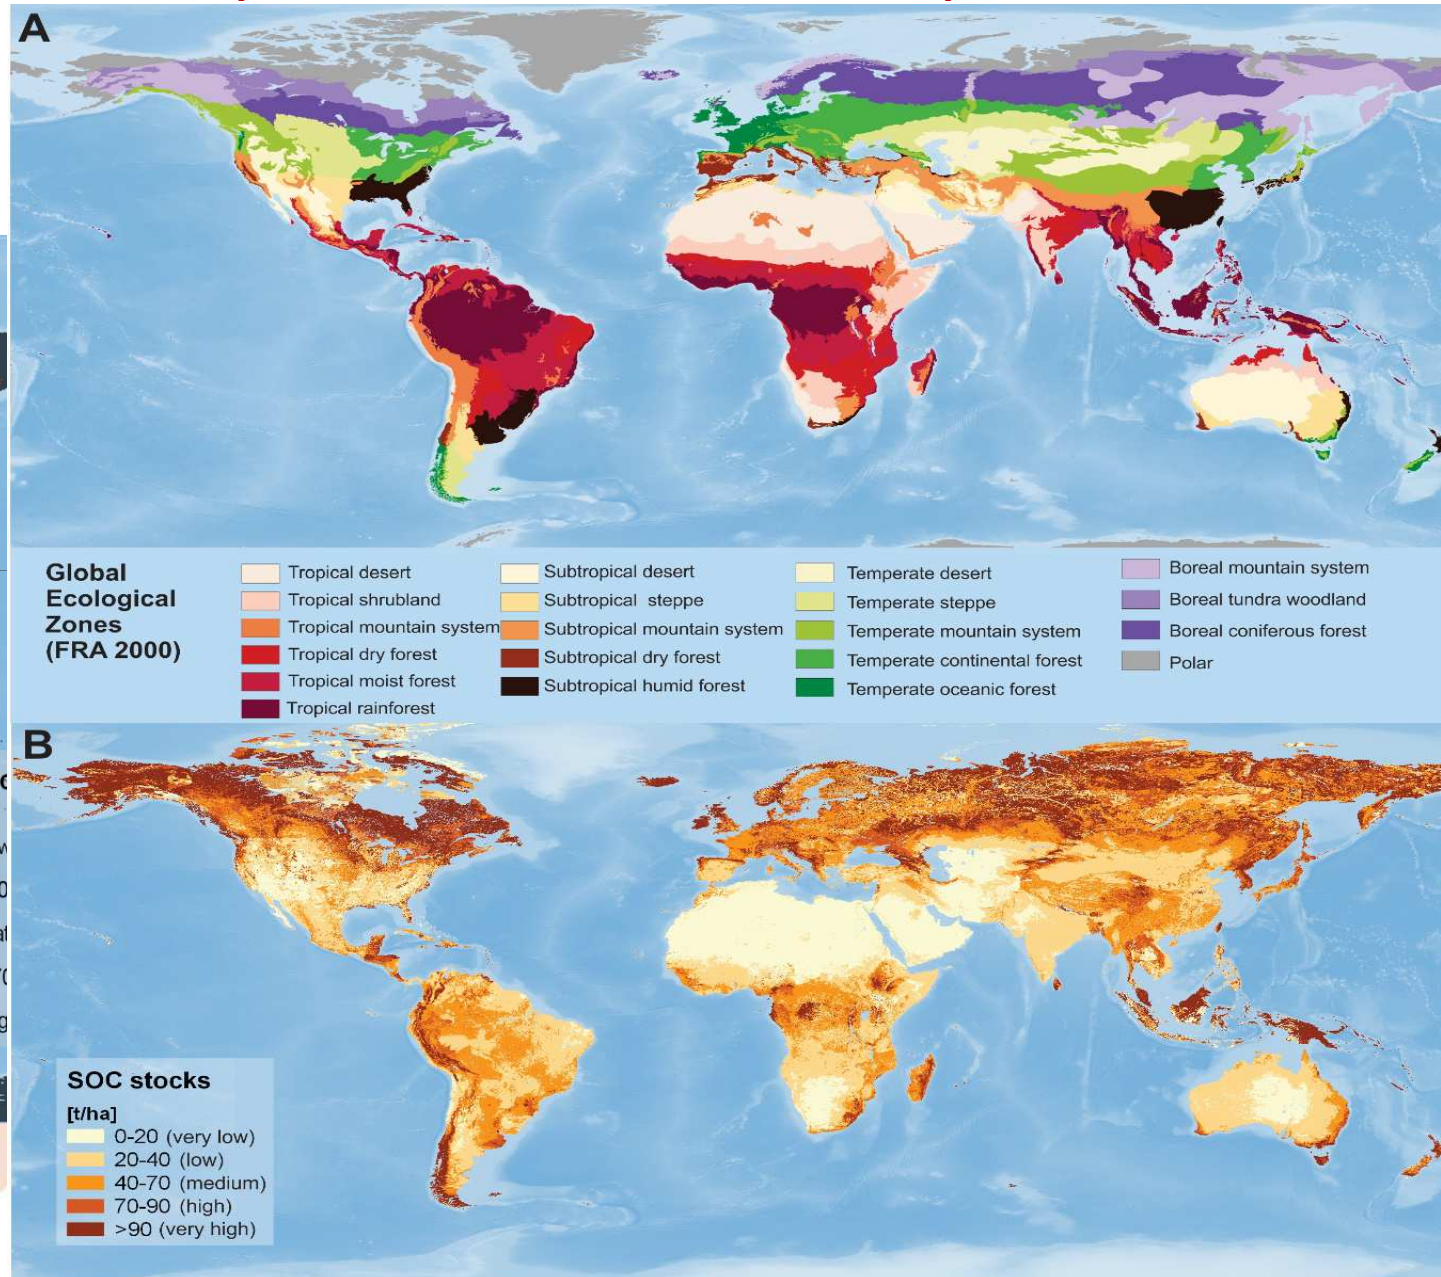 A
Global
Ecological
Zones
(FRA 2000)
Tropical desert
Tropical shrubland
Tropical mountain system
Tropical dry forest
Tropical moist forest
Tropical rainforest
Subtropical desert
Subtropical steppe
Subtropical mountain system
Subtropical dry forest
Subtropical humid forest
Temperate desert
Temperate steppe
Temperate mountain system
Temperate continental forest
Temperate oceanic forest
Boreal mountain system
Boreal tundra woodland
Boreal coniferous forest
Polar
B
SOC stocks
[t/ha]
0-20 (very low)
20-40 (low)
40-70 (medium)
70-90 (high)
>90 (very high)